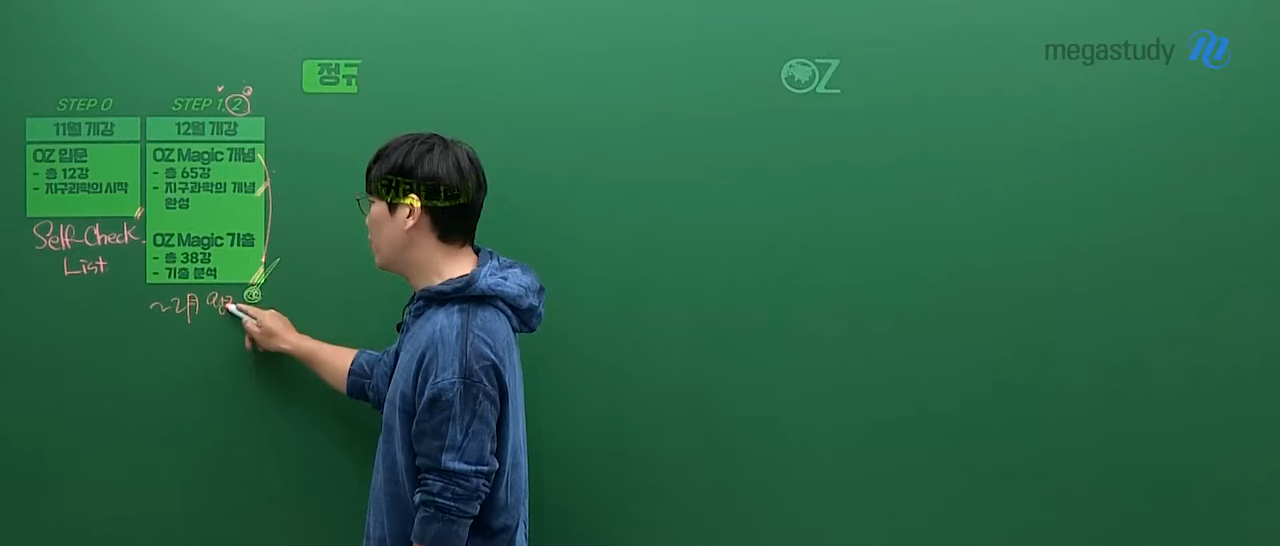 megastudy
정규
OZ
STEP 0
11월 개강
OZ 입문
- 총 12강
- 지구과학의 시작
Self-Check
List
STEP 1, 2
12월 개강
OZ Magic 개념
- 총 65강
- 지구과학의 개념
완성
OZ Magic 기출
- 총 38강
- 기출 분석
~2月